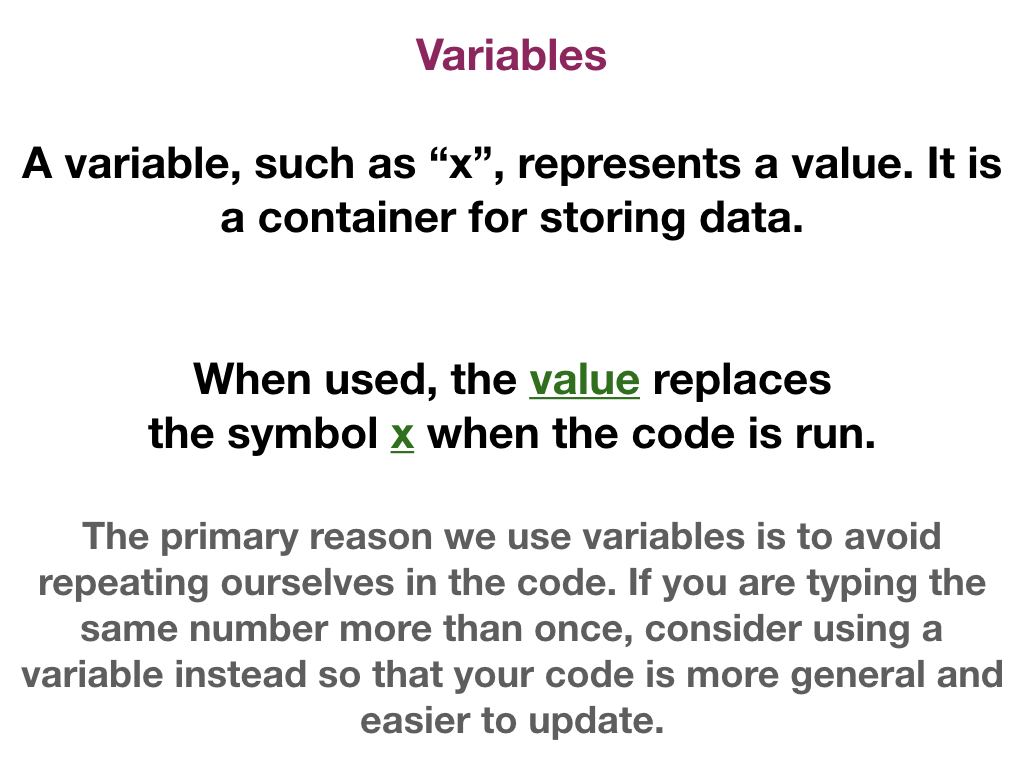 Variables
A variable, such as “x”, represents a value. It is
a container for storing data.
When used, the value replaces
the symbol x when the code is run.
The primary reason we use variables is to avoid
repeating ourselves in the code. If you are typing the
same number more than once, consider using a
variable instead so that your code is more general and
easier to update.